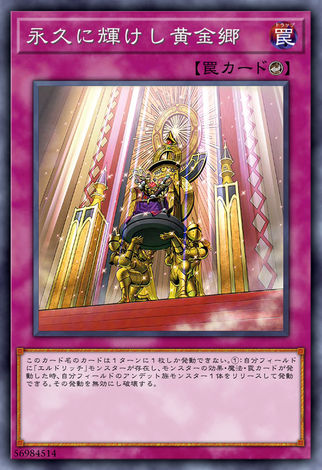 永久に輝けし黄金郷
トラップ
罠
【罠カード】
このカード名のカードは１ターンに１枚しか発動できない。①：自分フィールド
に「エルドリッチ」モンスターが存在し、モンスターの効果・魔法・罠カードが発
動した時、自分フィールドのアンデット族モンスター１体をリリースして発動
できる。その発動を無効にし破壊する。
56984514